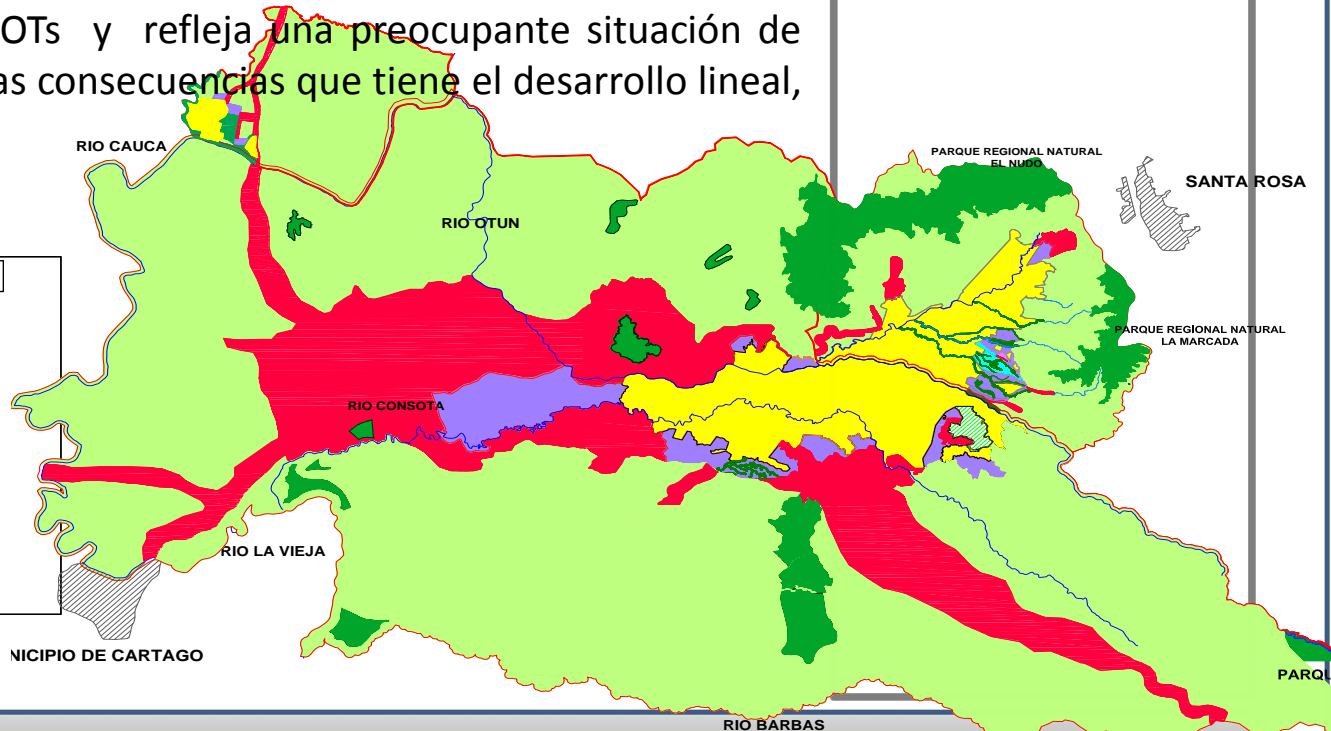 OTs y refleja una preocupante situación de
as consecuencias que tiene el desarrollo lineal,
RIO CAUCA
PARQUE REGIONAL NATURAL
EL NUDO
SANTA ROSA
RIO OTUN
PARQUE REGIONAL NATURAL
LA MARCADA
RIO CONSOTA
RIO LA VIEJA
NICIPIO DE CARTAGO
PARQU
RIO BARBAS